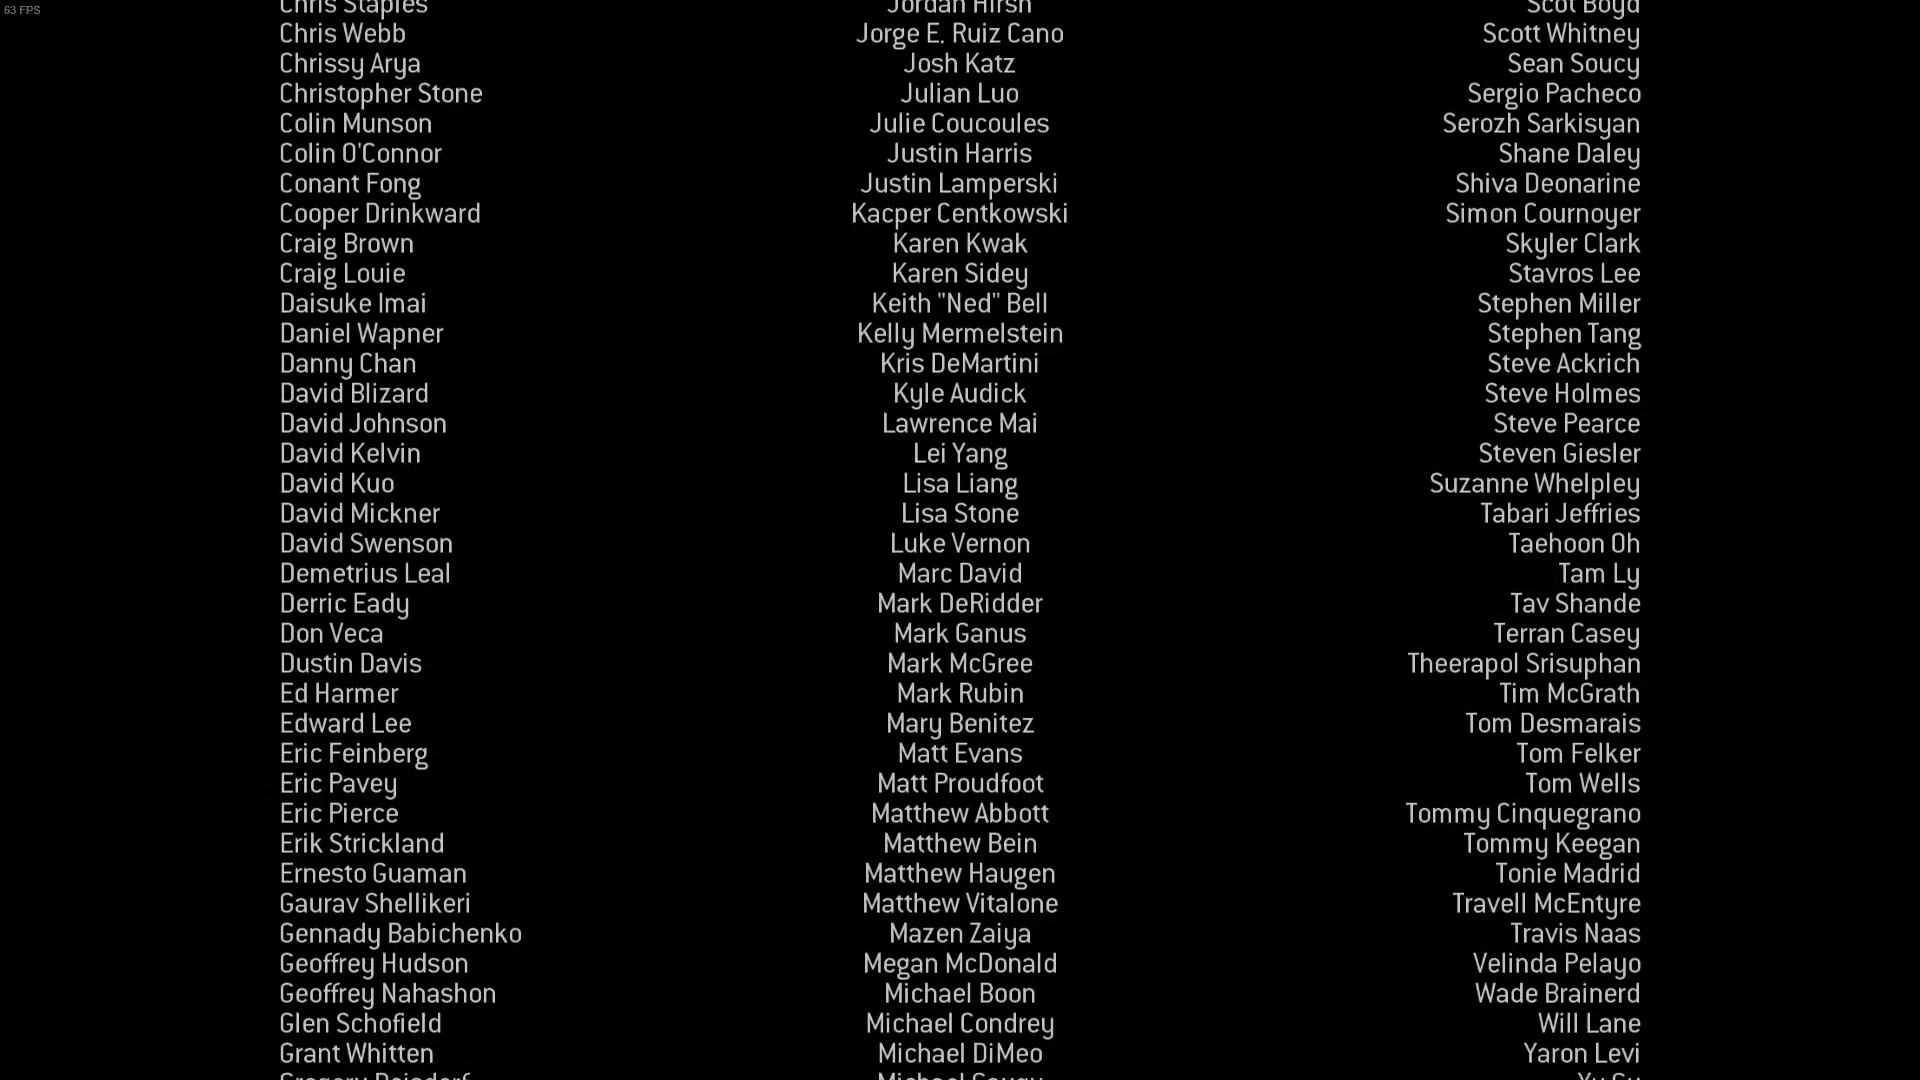 63 FPS
Chris Staples
Chris Webb
Chrissy Arya
Christopher Stone
Colin Munson
Colin O'Connor
Conant Fong
Cooper Drinkward
Craig Brown
Craig Louie
Daisuke Imai
Daniel Wapner
Danny Chan
David Blizard
David Johnson
David Kelvin
David Kuo
David Mickner
David Swenson
Demetrius Leal
Derric Eady
Don Veca
Dustin Davis
Ed Harmer
Edward Lee
Eric Feinberg
Eric Pavey
Eric Pierce
Erik Strickland
Ernesto Guaman
Gaurav Shellikeri
Gennady Babichenko
Geoffrey Hudson
Geoffrey Nahashon
Glen Schofield
Grant Whitten
Gregory Reisdorf
Jordan Hirsh
Jorge E. Ruiz Cano
Josh Katz
Julian Luo
Julie Coucoules
Justin Harris
Justin Lamperski
Kacper Centkowski
Karen Kwak
Karen Sidey
Keith "Ned" Bell
Kelly Mermelstein
Kris DeMartini
Kyle Audick
Lawrence Mai
Lei Yang
Lisa Liang
Lisa Stone
Luke Vernon
Marc David
Mark DeRidder
Mark Ganus
Mark McGree
Mark Rubin
Mary Benitez
Matt Evans
Matt Proudfoot
Matthew Abbott
Matthew Bein
Matthew Haugen
Matthew Vitalone
Mazen Zaiya
Megan McDonald
Michael Boon
Michael Condrey
Michael DiMeo
Michael
Scot Boyd
Scott Whitney
Sean Soucy
Sergio Pacheco
Serozh Sarkisyan
Shane Daley
Shiva Deonarine
Simon Cournoyer
Skyler Clark
Stavros Lee
Stephen Miller
Stephen Tang
Steve Ackrich
Steve Holmes
Steve Pearce
Steven Giesler
Suzanne Whelpley
Tabari Jeffries
Taehoon Oh
Tam Ly
Tav Shande
Terran Casey
Theerapol Srisuphan
Tim McGrath
Tom Desmarais
Tom Felker
Tom Wells
Tommy Cinquegrano
Tommy Keegan
Tonie Madrid
Travell McEntyre
Travis Naas
Velinda Pelayo
Wade Brainerd
Will Lane
Yaron Levi